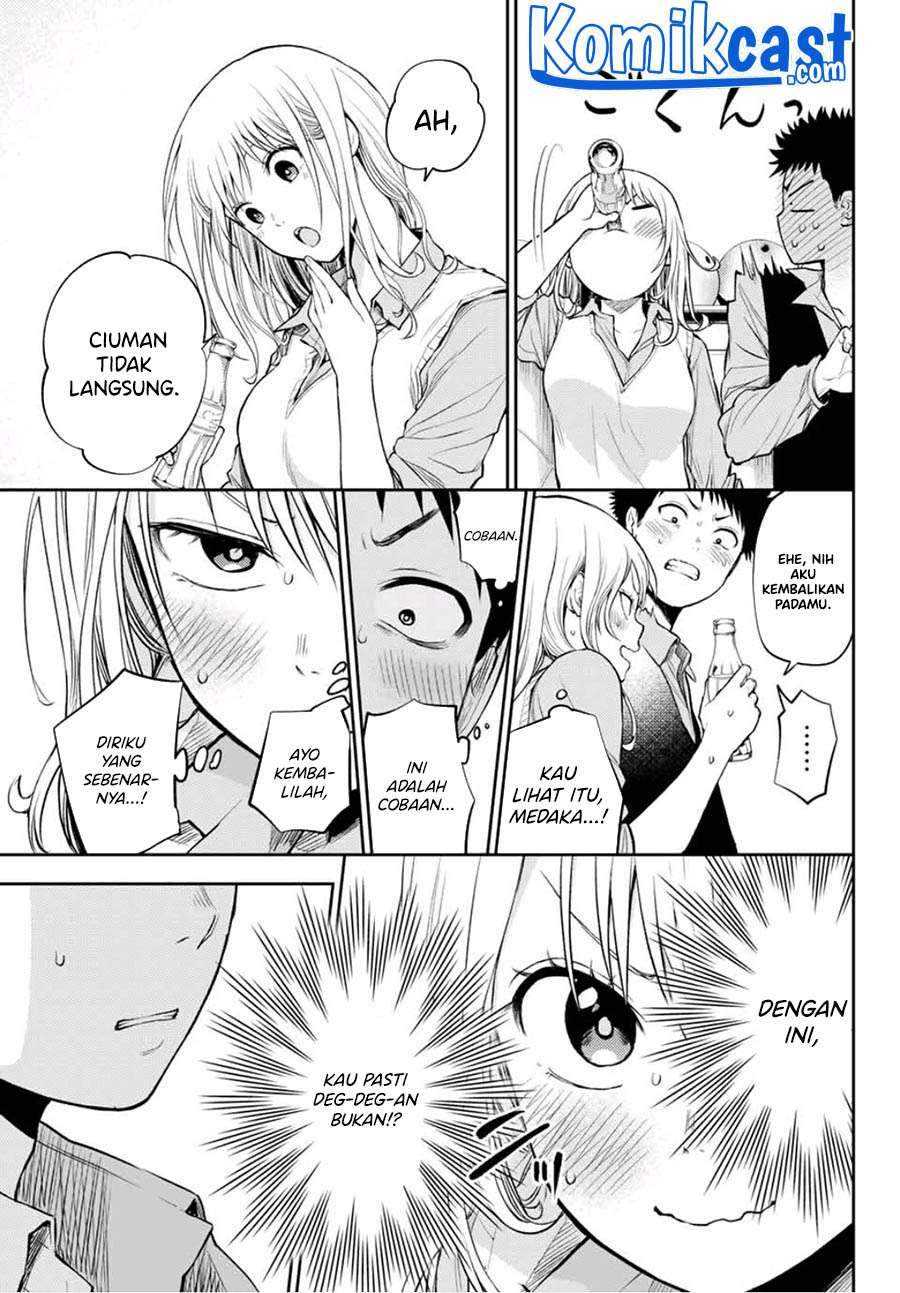 Komikcast
.com
ごくんっ
AH,
CIUMAN
TIDAK
LANGSUNG.
EHE, NIH
AKU
KEMBALIKAN
PADAMU.
......
KAU
LIHAT ITU,
MEDAKA...!
COBAAN.
INI
ADALAH
COBAAN...
AYO
KEMBA-
LILAH,
DIRIKU
YANG
SEBENAR-
NYA...!
DENGAN
INI,
KAU PASTI
DEG-DEG-AN
BUKAN!?